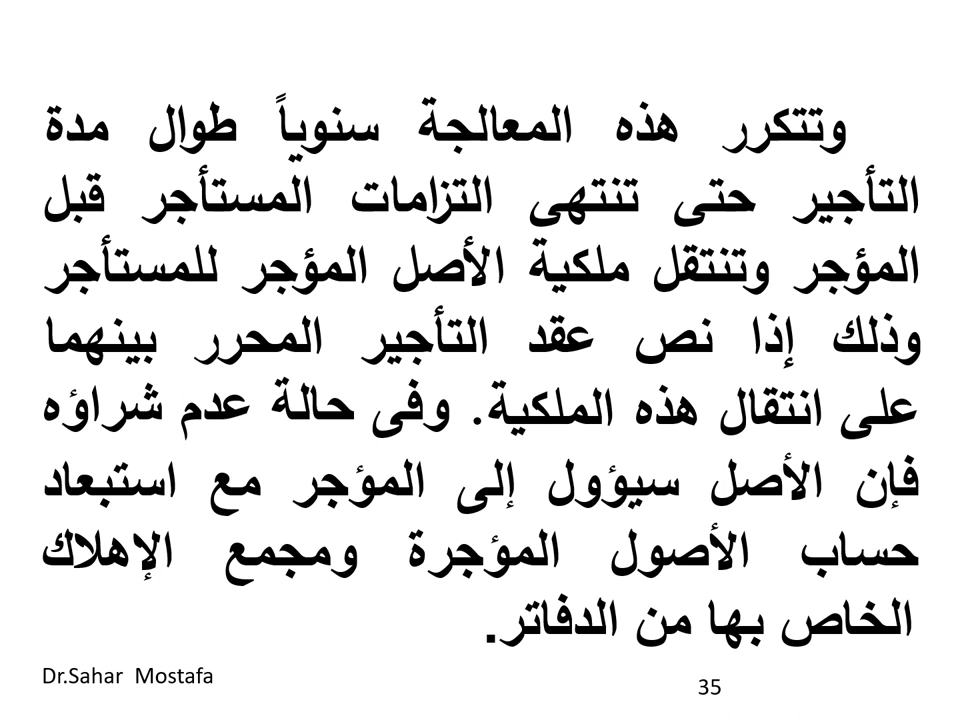 وتتكرر هذه المعالجة سنوياً طوال مدة
التأجير حتى تنتهى التزامات المستأجر قبل
المؤجر وتنتقل ملكية الأصل المؤجر للمستأجر
وذلك إذا نص عقد التأجير المحرر بينهما
على انتقال هذه الملكية. وفى حالة عدم شراؤه
فإن الأصل سيؤول إلى المؤجر مع استبعاد
حساب الأصول المؤجرة ومجمع الإهلاك
الخاص بها من الدفاتر.
Dr.Sahar Mostafa
35